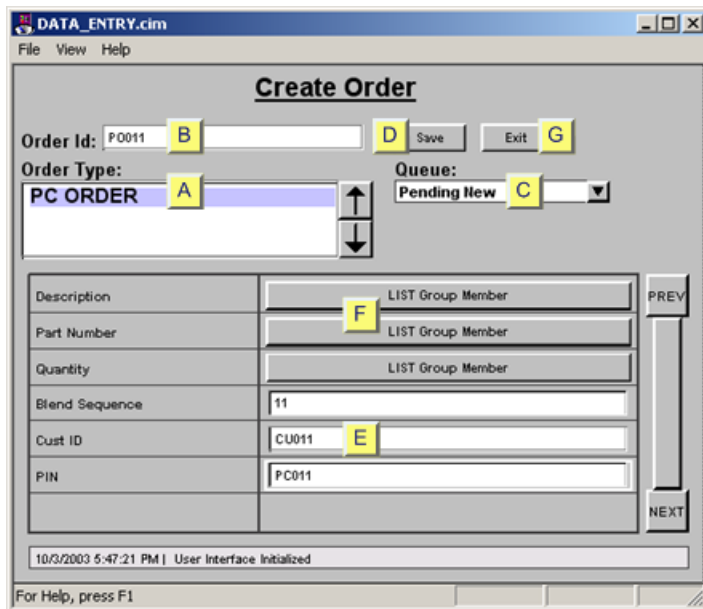 DATA_ENTRY.cim
File View Help
Create Order
Order Id: PO011 B D Save Exit G
Order Type: Queue:
PC ORDER A Pending New C
Description LIST Group Member PREV
F
Part Number LIST Group Member
Quantity LIST Group Member
Blend Sequence 11
Cust ID CU011 E
PIN PC011
NEXT
10/3/2003 5:47:21 PM | User Interface Initialized
For Help, press F1